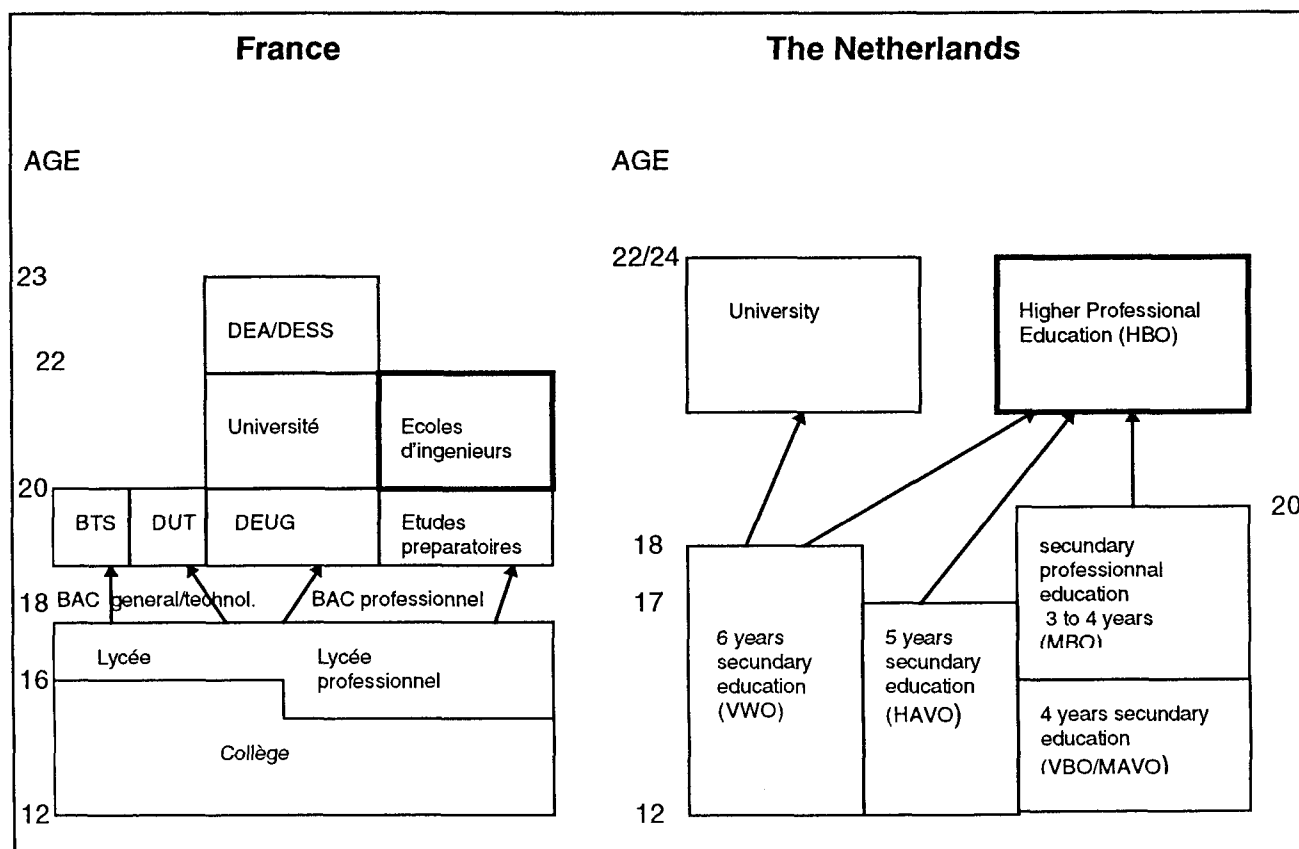 France
The Netherlands
AGE
AGE
23
DEA/DESS
22
Université
Ecoles
d'ingenieurs
20
BTS
DUT
DEUG
Etudes
preparatoires
18
BAC general/technol.
BAC professionnel
Lycée
Lycée
professionnel
16
Collège
12
22/24
University
Higher Professional
Education (HBO)
20
18
17
6 years
secundary
education
(VWO)
5 years
secundary
education
(HAVO)
secundary
professionnal
education
3 to 4 years
(MBO)
4 years secundary
education
(VBO/MAVO)
12